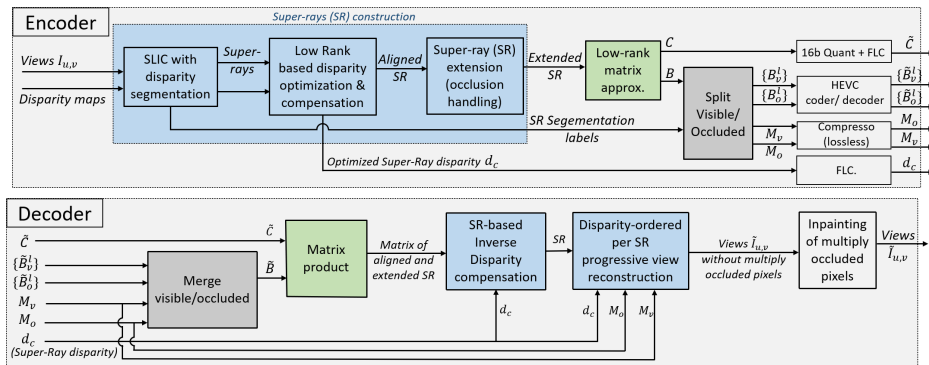 Super-rays (SR) construction
Encoder
Views I_{u,v}
Disparity maps
SLIC with
disparity
segmentation
Super-
rays
Low Rank
based disparity
optimization &
compensation
Aligned
SR
Super-ray (SR)
extension
(occlusion
handling)
Extended
SR
Low-rank
matrix
approx.
C
B
SR Segementation
labels
Optimized Super-Ray disparity d_c
Split
Visible/
Occluded
{B_v^l}
{B_o^l}
M_v
M_o
16b Quant + FLC
HEVC
coder/ decoder
Compresso
(lossless)
FLC.
C̃
{B̃_v^l}
{B̃_o^l}
M_o
M_v
d_c
Decoder
C̃
{B̃_v^l}
{B̃_o^l}
M_v
M_o
d_c
(Super-Ray disparity)
Merge
visible/occluded
C̃
B̃
Matrix
product
Matrix of
aligned and
extended SR
SR-based
Inverse
Disparity
compensation
d_c
SR
Disparity-ordered
per SR
progressive view
reconstruction
d_c M_o M_v
Views Ĩ_{u,v}
without multiply
occluded pixels
Inpainting
of multiply
occluded
pixels
Views
Ĩ_{u,v}